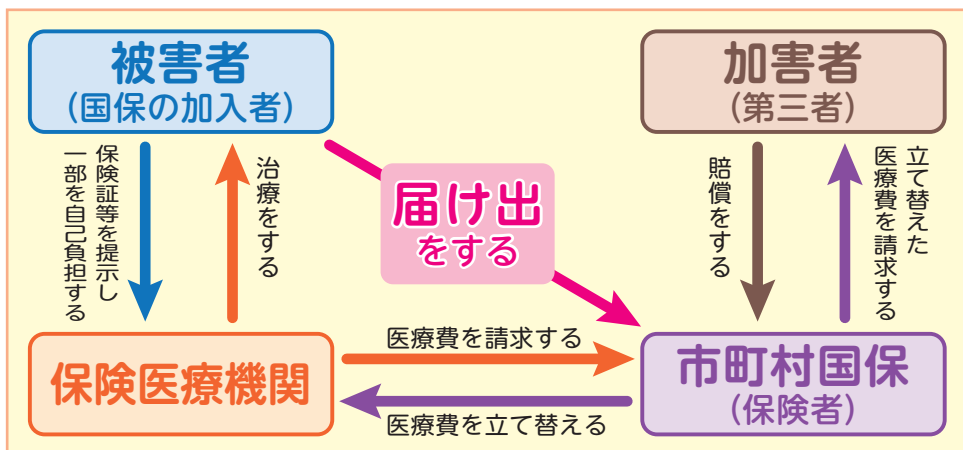 被害者
(国保の加入者)
加害者
(第三者)
保険証等を提示し
一部を自己負担する
治療をする
届け出
をする
賠償をする
立て替えた
医療費を請求する
保険医療機関
医療費を請求する
医療費を立て替える
市町村国保
(保険者)